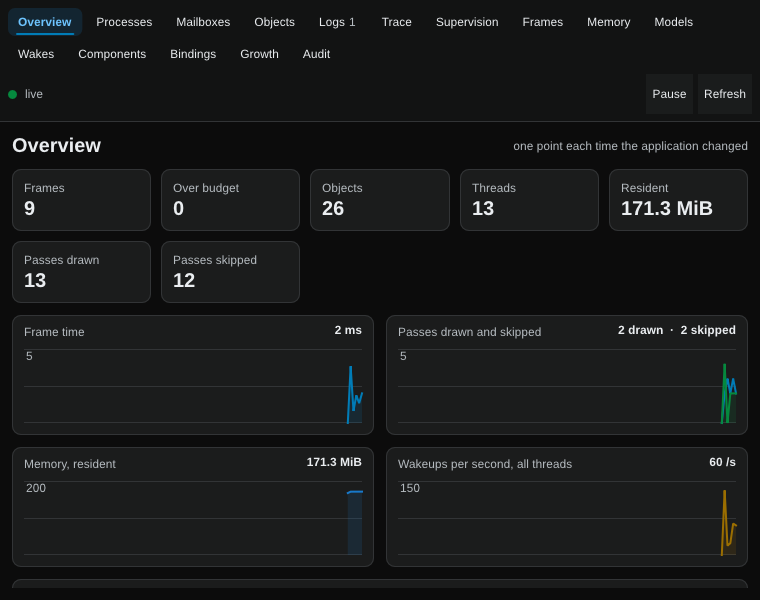 Overview Processes Mailboxes Objects Logs 1 Trace Supervision Frames Memory Models
Wakes Components Bindings Growth Audit
live Pause Refresh
Overview one point each time the application changed
Frames Over budget Objects Threads Resident
9 0 26 13 171.3 MiB
Passes drawn Passes skipped
13 12
Frame time 2 ms Passes drawn and skipped 2 drawn · 2 skipped
5 5
Memory, resident 171.3 MiB Wakeups per second, all threads 60 /s
200 150